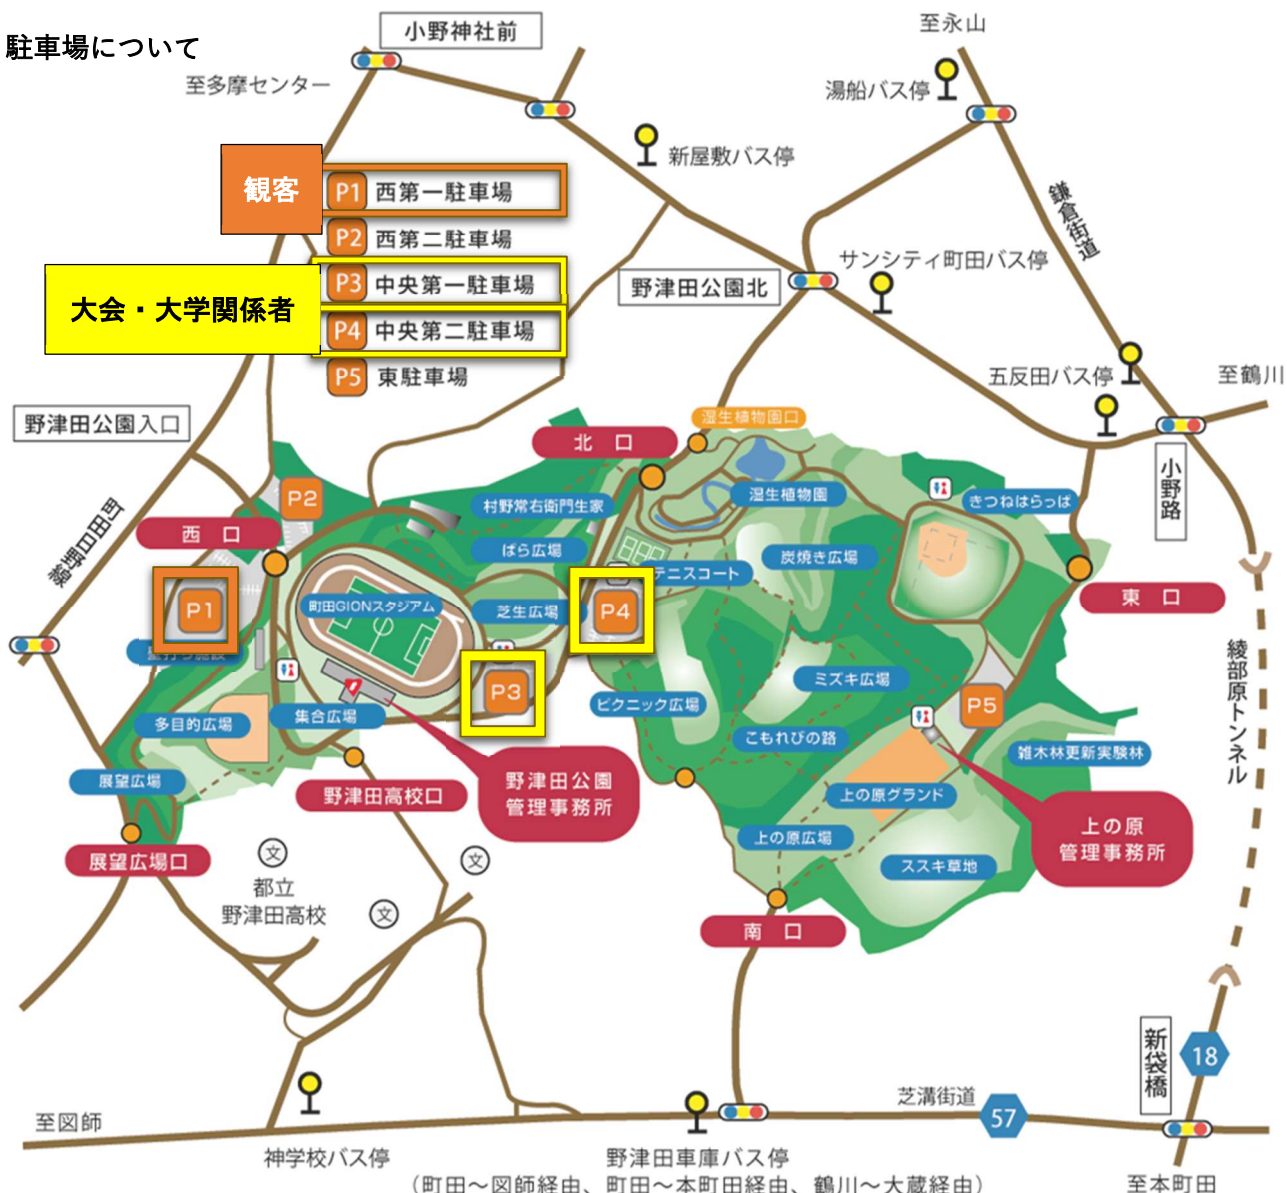 駐車場について
小野神社前
至永山
至多摩センター
湯船バス停
新屋敷バス停
観客
P1 西第一駐車場
P2 西第二駐車場
鎌倉街道
サンシティ町田バス停
大会・大学関係者
P3 中央第一駐車場
野津田公園北
P4 中央第二駐車場
P5 東駐車場
五反田バス停
至鶴川
野津田公園入口
湿生植物園口
北 口
小野路
P2
村野常右衛門生家
湿生植物園
きつねはらっぱ
町田日野線
西 口
ばら広場
炭焼き広場
テニスコート
東 口
P1
町田GIONスタジアム
芝生広場
P4
綾部原トンネル
ミズキ広場
P3
ピクニック広場
P5
多目的広場
集合広場
こもれびの路
雑木林更新実験林
展望広場
野津田高校口
野津田公園
管理事務所
上の原グランド
上の原広場
上の原
管理事務所
展望広場口
ススキ草地
文
文
都立
野津田高校
文
南 口
新袋橋
18
至図師
芝溝街道
57
神学校バス停
野津田車庫バス停
至本町田
（町田～図師経由、町田～本町田経由、鶴川～大蔵経由）